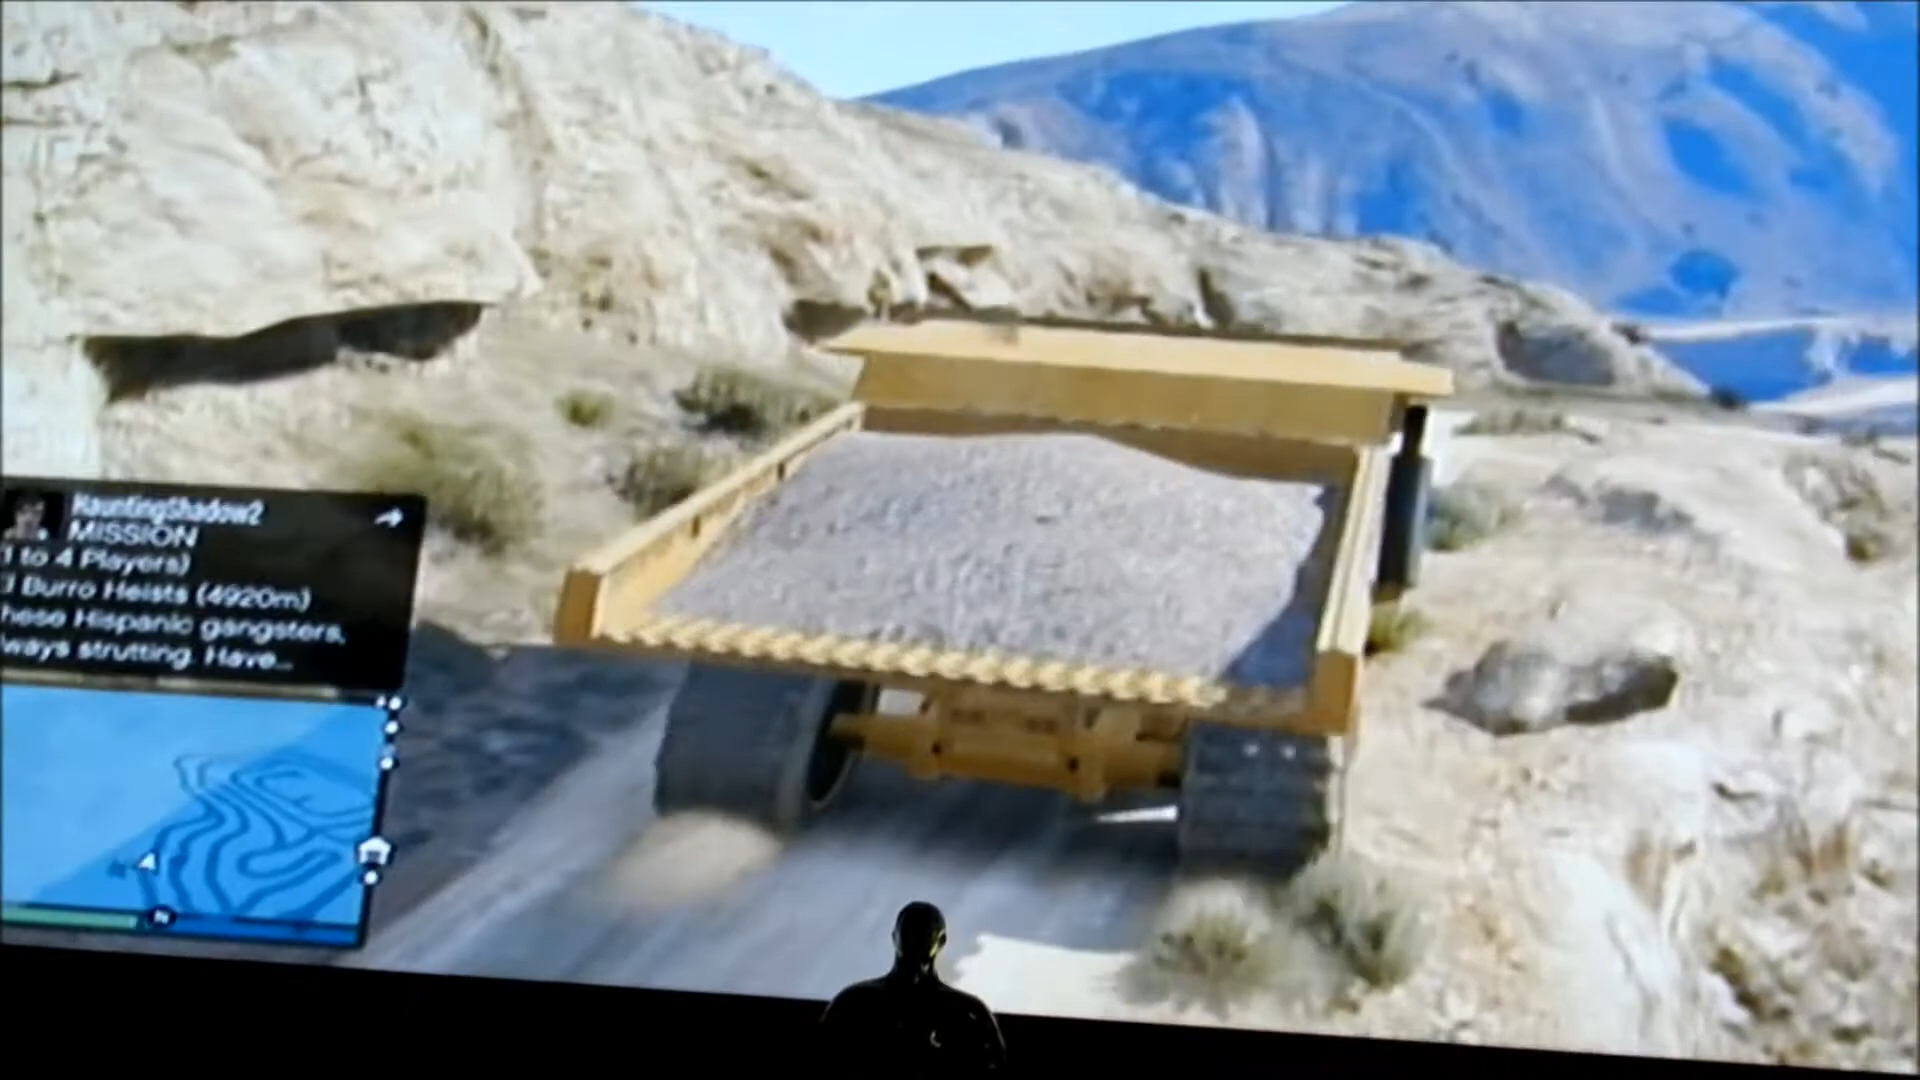 HauntingShadow2
MISSION
1 to 4 Players)
l Burro Heists (4920m)
hese Hispanic gangsters,
ways strutting. Have...
N